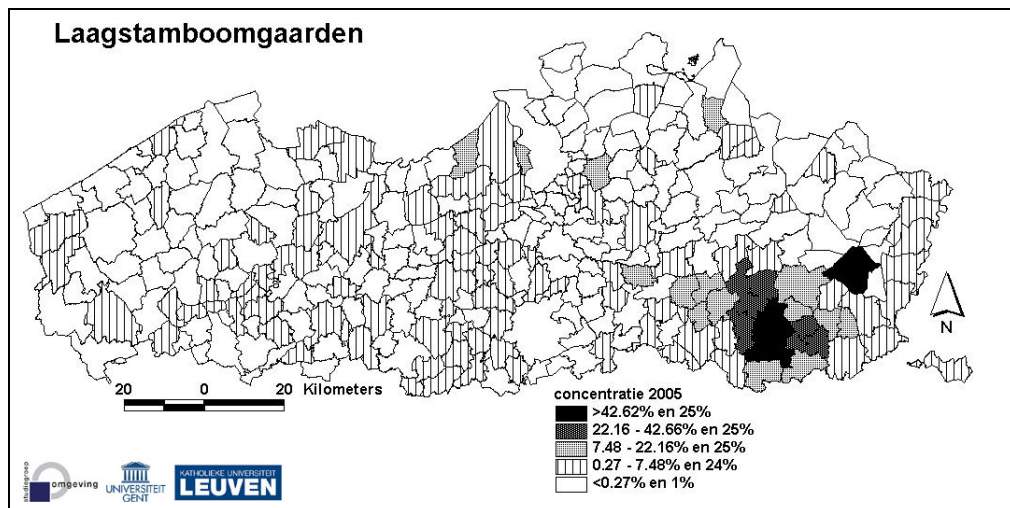 Laagstamboomgaarden
N
20 0 20 Kilometers
concentratie 2005
>42.62% en 25%
22.16 - 42.66% en 25%
7.48 - 22.16% en 25%
0.27 - 7.48% en 24%
<0.27% en 1%
studiegroep omgeving
UNIVERSITEIT GENT
KATHOLIEKE UNIVERSITEIT
LEUVEN